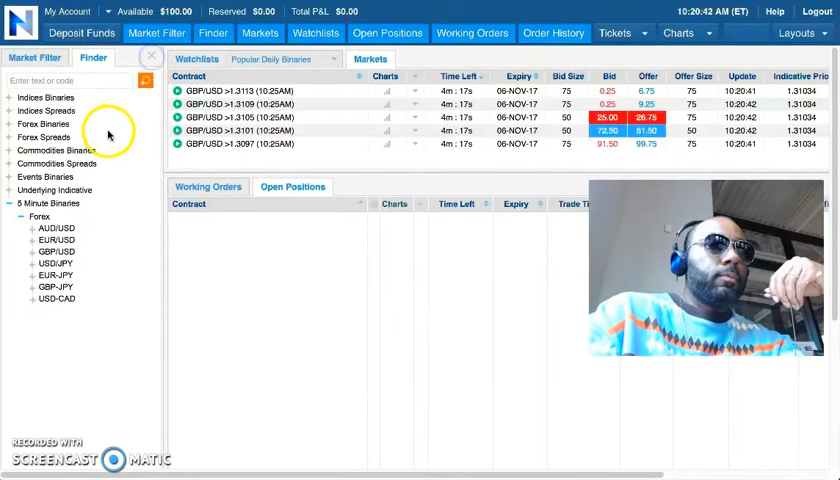 My Account Available $100.00 Reserved $0.00 Total P&L $0.00 10:20:42 AM (ET) Help Logout
Deposit Funds Market Filter Finder Markets Watchlists Open Positions Working Orders Order History Tickets Charts Layouts
Market Filter Finder
Enter text or code
Indices Binaries
Indices Spreads
Forex Binaries
Forex Spreads
Commodities Binaries
Commodities Spreads
Events Binaries
Underlying Indicative
5 Minute Binaries
Forex
AUD/USD
EUR/USD
GBP/USD
USD/JPY
EUR-JPY
GBP-JPY
USD-CAD
Watchlists Popular Daily Binaries Markets
Contract Charts Time Left Expiry Bid Size Bid Offer Offer Size Update Indicative Price
GBP/USD >1.3113 (10:25AM) 4m : 17s 06-NOV-17 75 0.25 6.75 75 10:20:41 1.31034
GBP/USD >1.3109 (10:25AM) 4m : 17s 06-NOV-17 75 0.25 9.25 75 10:20:42 1.31034
GBP/USD >1.3105 (10:25AM) 4m : 17s 06-NOV-17 50 25.00 26.75 75 10:20:42 1.31034
GBP/USD >1.3101 (10:25AM) 4m : 17s 06-NOV-17 50 72.50 81.50 50 10:20:42 1.31034
GBP/USD >1.3097 (10:25AM) 4m : 17s 06-NOV-17 75 91.50 99.75 75 10:20:41 1.31034
Working Orders Open Positions
Contract Charts Time Left Expiry Trade
RECORDED WITH
SCREENCAST MATIC